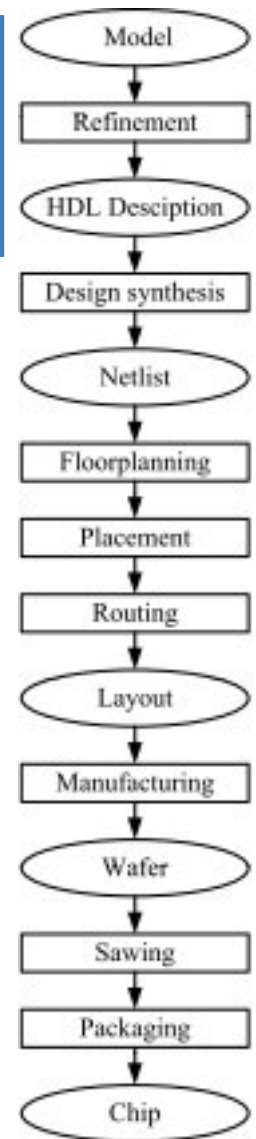 Model
Refinement
HDL Desciption
Design synthesis
Netlist
Floorplanning
Placement
Routing
Layout
Manufacturing
Wafer
Sawing
Packaging
Chip